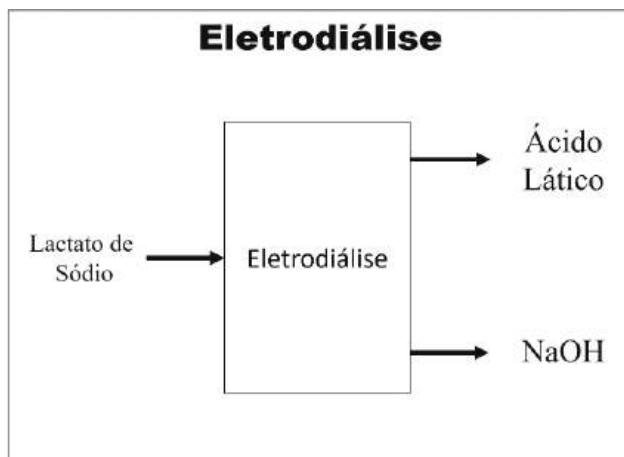 Eletrodiálise
Lactato de
Sódio
Eletrodiálise
Ácido
Lático
NaOH